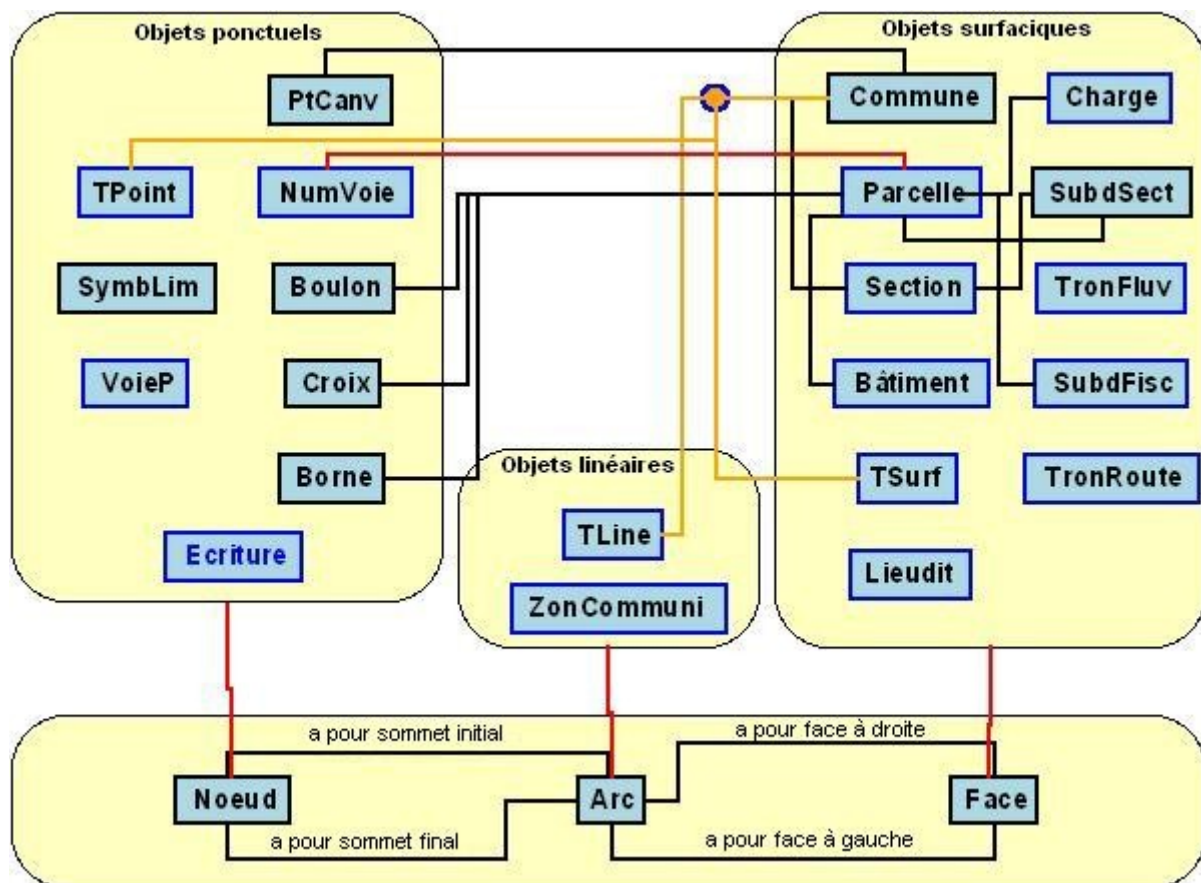 Objets ponctuels
PtCanv
TPoint
NumVoie
SymbLim
Boulon
VoieP
Croix
Borne
Ecriture
Objets linéaires
TLine
ZonCommuni
Objets surfaciques
Commune
Charge
Parcelle
SubdSect
Section
TronFluv
Bâtiment
SubdFisc
TSurf
TronRoute
Lieudit
a pour sommet initial
a pour face à droite
Noeud
Arc
Face
a pour sommet final
a pour face à gauche